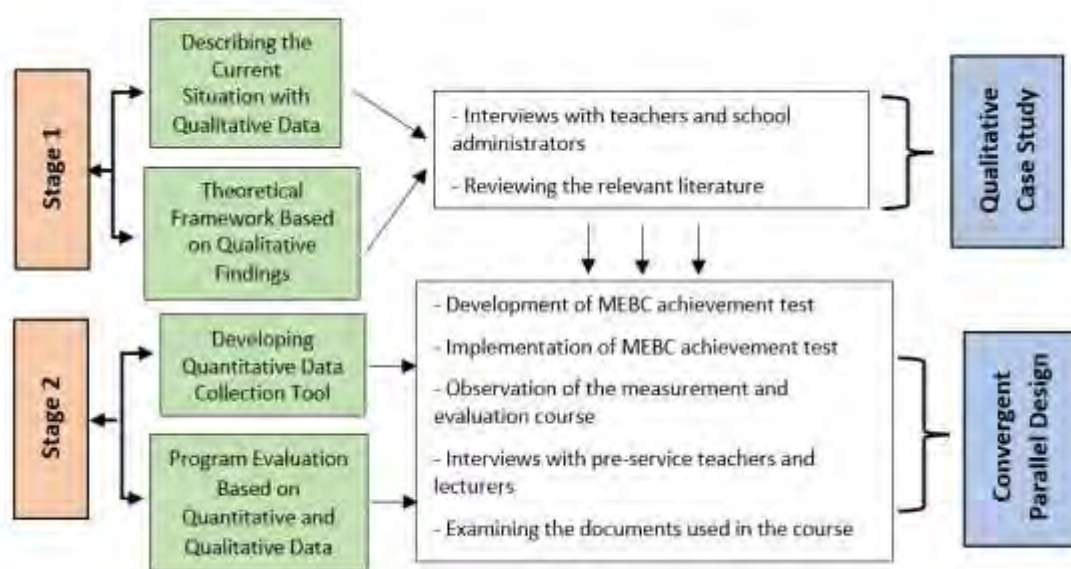 Stage 1
Describing the
Current
Situation with
Qualitative Data
Theoretical
Framework Based
on Qualitative
Findings
- Interviews with teachers and school
administrators
- Reviewing the relevant literature
Qualitative
Case Study
Stage 2
Developing
Quantitative Data
Collection Tool
Program Evaluation
Based on
Quantitative and
Qualitative Data
- Development of MEBC achievement test
- Implementation of MEBC achievement test
- Observation of the measurement and
evaluation course
- Interviews with pre-service teachers and
lecturers
- Examining the documents used in the course
Convergent
Parallel Design